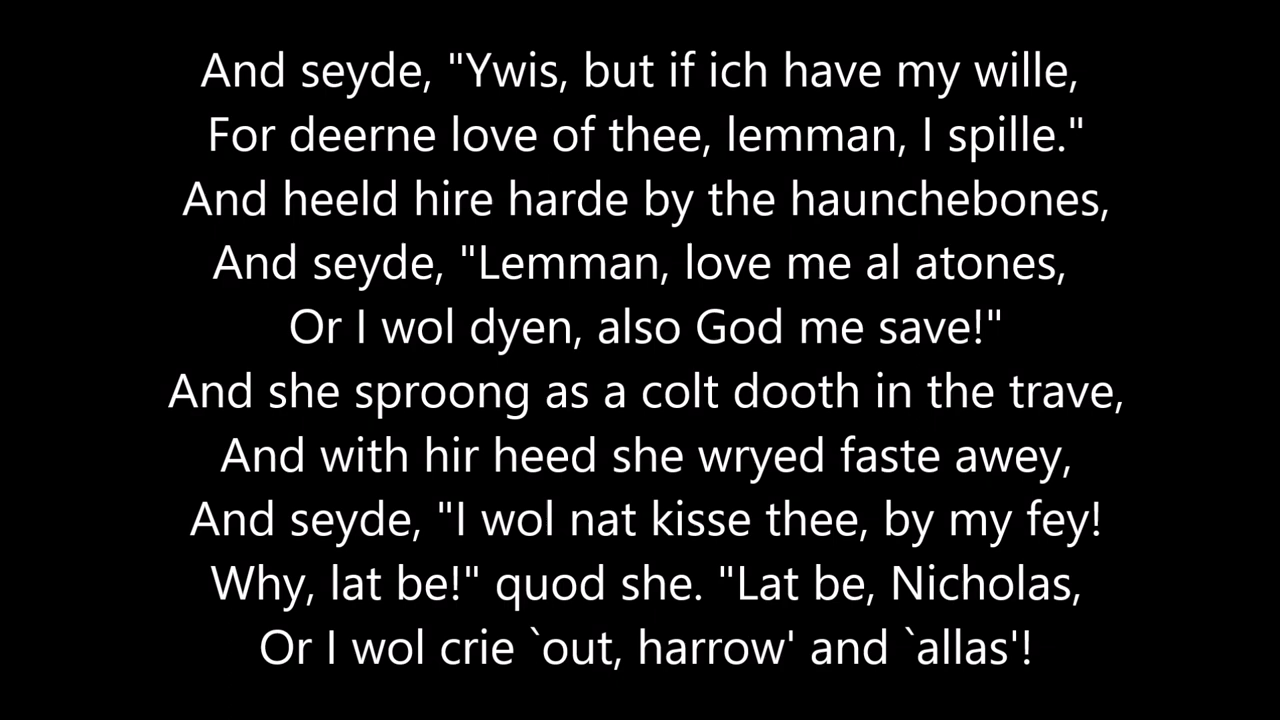 And seyde, "Ywis, but if ich have my wille,
For deerne love of thee, lemman, I spille."
And heeld hire harde by the haunchebones,
And seyde, "Lemman, love me al atones,
Or I wol dyen, also God me save!"
And she sproong as a colt dooth in the trave,
And with hir heed she wryed faste awey,
And seyde, "I wol nat kisse thee, by my fey!
Why, lat be!" quod she. "Lat be, Nicholas,
Or I wol crie `out, harrow' and `allas'!